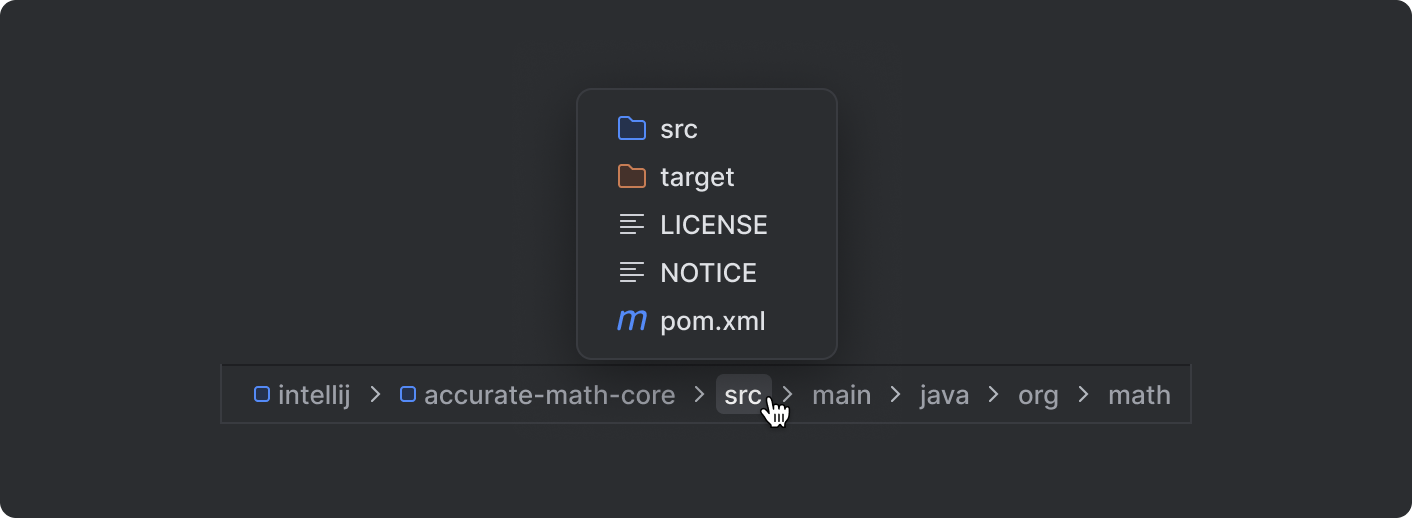 src
target
LICENSE
NOTICE
m pom.xml
intellij > accurate-math-core > src > main > java > org > math